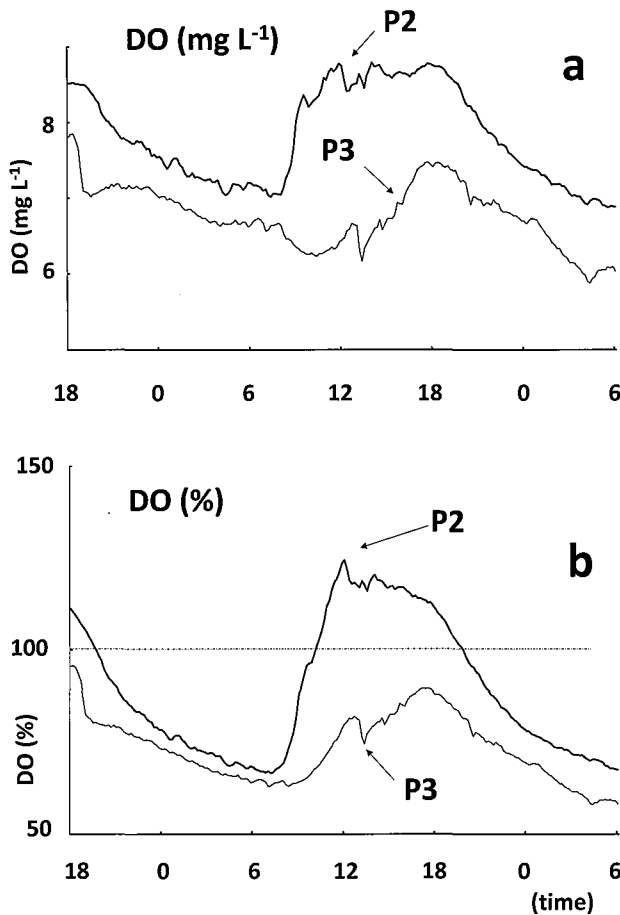 DO (mg L⁻¹)
P2
a
8
P3
DO (mg L⁻¹)
6
18 0 6 12 18 0 6
150
DO (%)
P2
b
100
DO (%)
P3
50
18 0 6 12 18 0 6
(time)